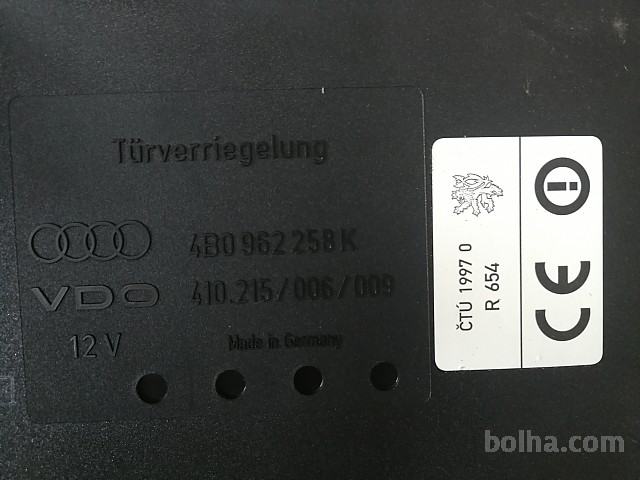 Türverriegelung
4B0 962 258 K
VDO 410.215/006/009
12 V Made in Germany
ČTÚ 1997 0
R 654
CE
bolha.com